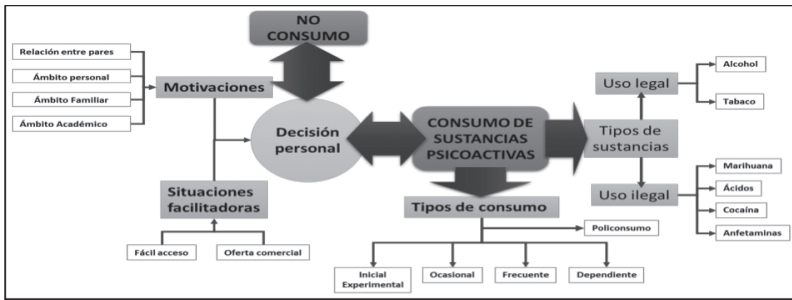 NO
CONSUMO
Relación entre pares
Ámbito personal
Ámbito Familiar
Ámbito Académico
Motivaciones
Decisión
personal
Situaciones
facilitadoras
Fácil acceso
Oferta comercial
CONSUMO DE
SUSTANCIAS
PSICOACTIVAS
Tipos de consumo
Policonsumo
Inicial
Experimental
Ocasional
Frecuente
Dependiente
Tipos de
sustancias
Uso legal
Alcohol
Tabaco
Uso ilegal
Marihuana
Ácidos
Cocaína
Anfetaminas